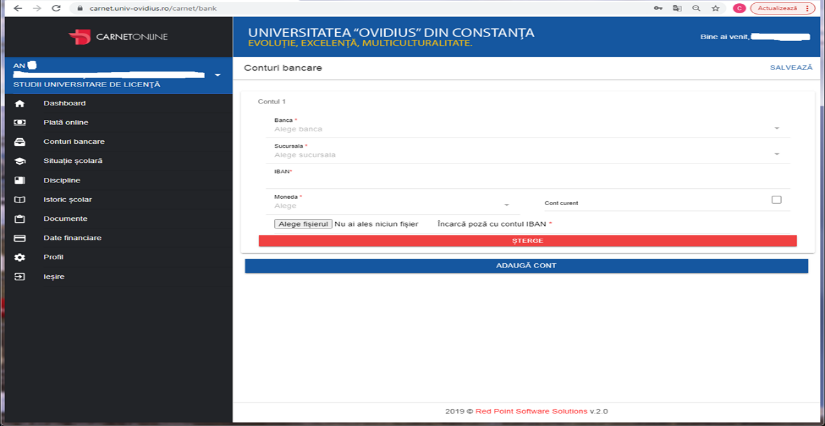 carnet.univ-ovidius.ro/carnet/bank
C
Actualizează
CARNETONLINE
UNIVERSITATEA "OVIDIUS" DIN CONSTANȚA
EVOLUȚIE, EXCELENȚĂ, MULTICULTURALITATE.
Bine ai venit,
AN
STUDII UNIVERSITARE DE LICENȚĂ
Conturi bancare
SALVEAZĂ
Dashboard
Plată online
Conturi bancare
Situație școlară
Discipline
Istoric școlar
Documente
Date financiare
Profil
Ieșire
Contul 1
Banca *
Alege banca
Sucursala *
Alege sucursala
IBAN*
Moneda *
Alege
Cont curent
Alege fișierul Nu ai ales niciun fișier Încarcă poză cu contul IBAN *
ȘTERGE
ADAUGĂ CONT
2019 © Red Point Software Solutions v.2.0